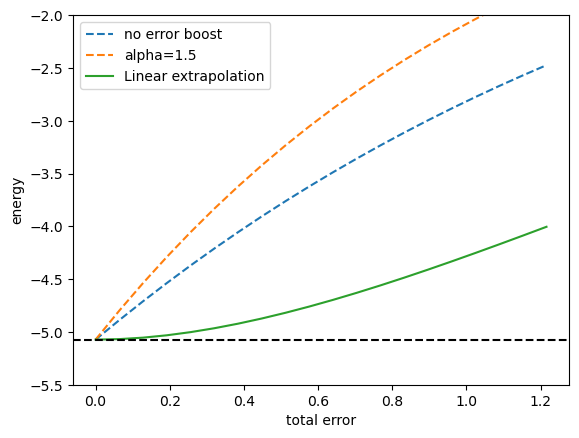 no error boost
alpha=1.5
Linear extrapolation
−2.0
−2.5
−3.0
−3.5
−4.0
−4.5
−5.0
−5.5
energy
0.0 0.2 0.4 0.6 0.8 1.0 1.2
total error